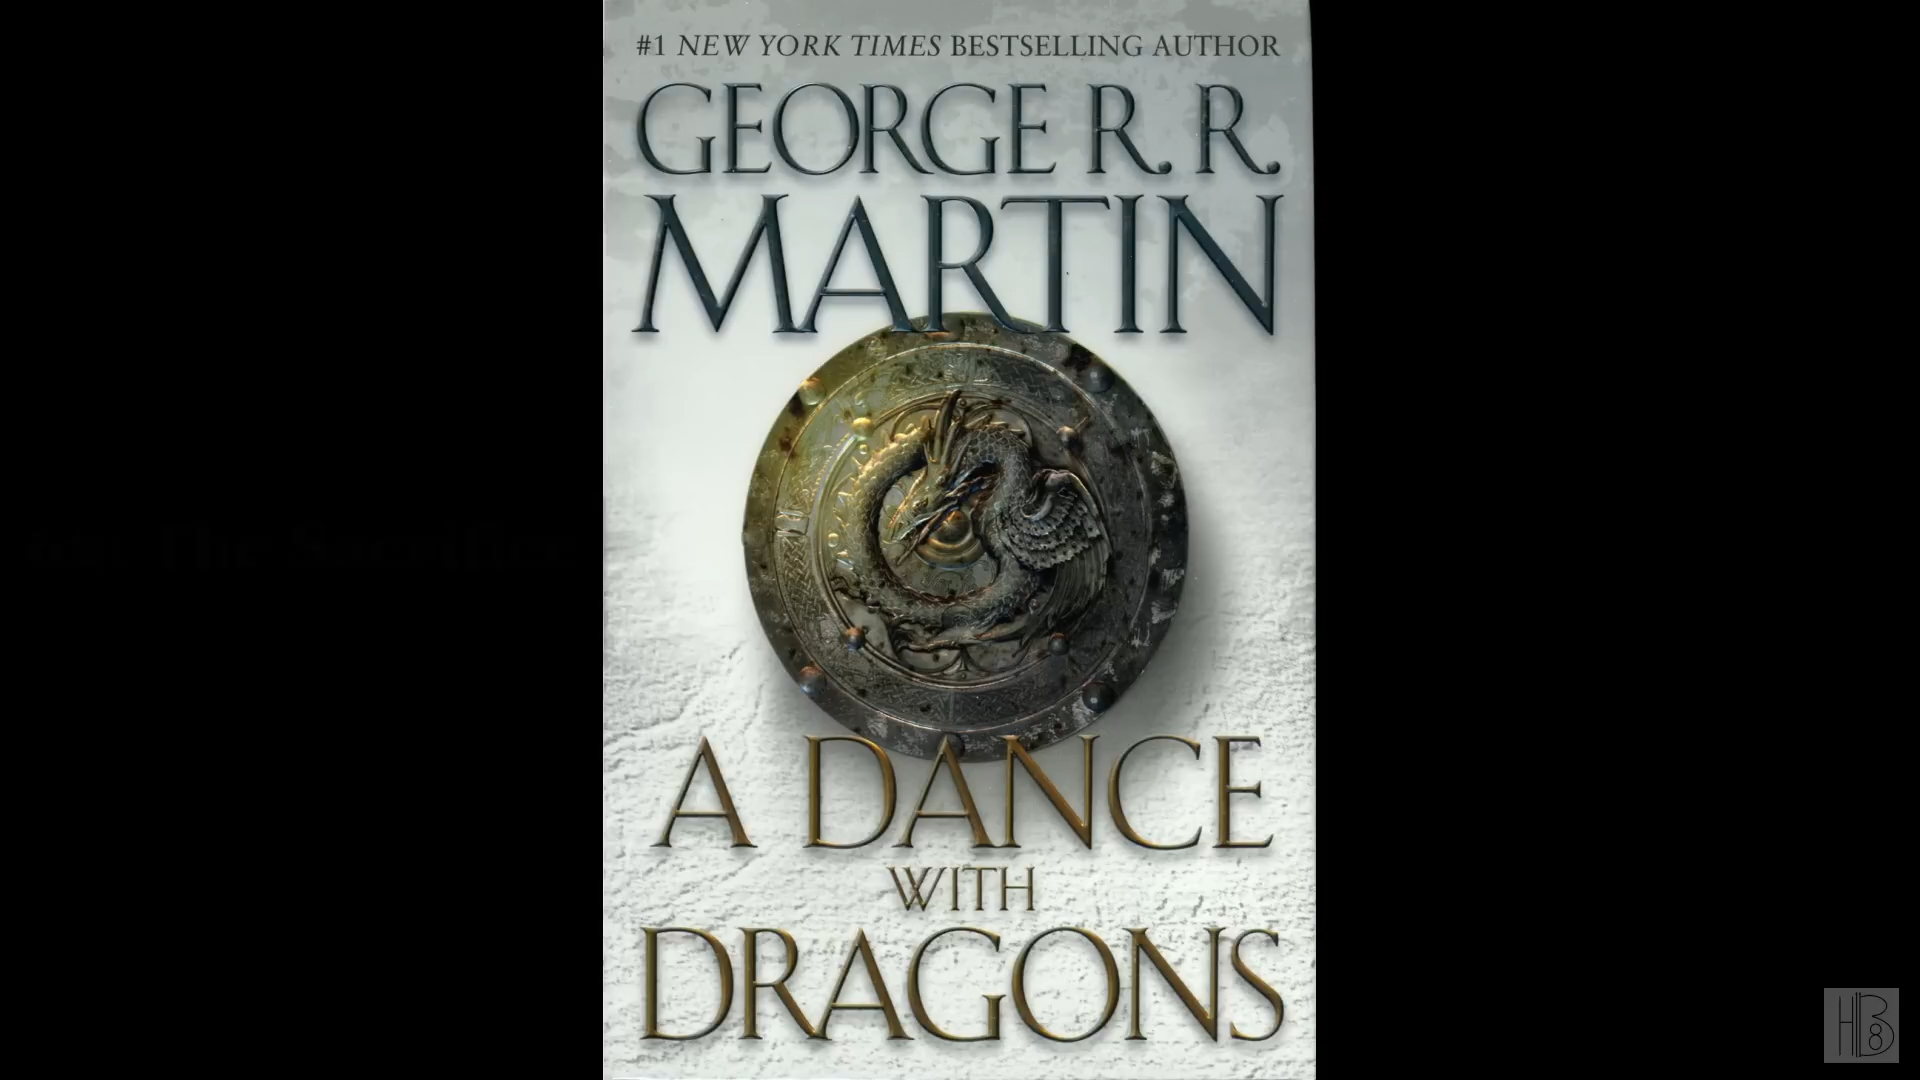 #1 NEW YORK TIMES BESTSELLING AUTHOR
GEORGE R. R.
MARTIN
A DANCE
WITH
DRAGONS